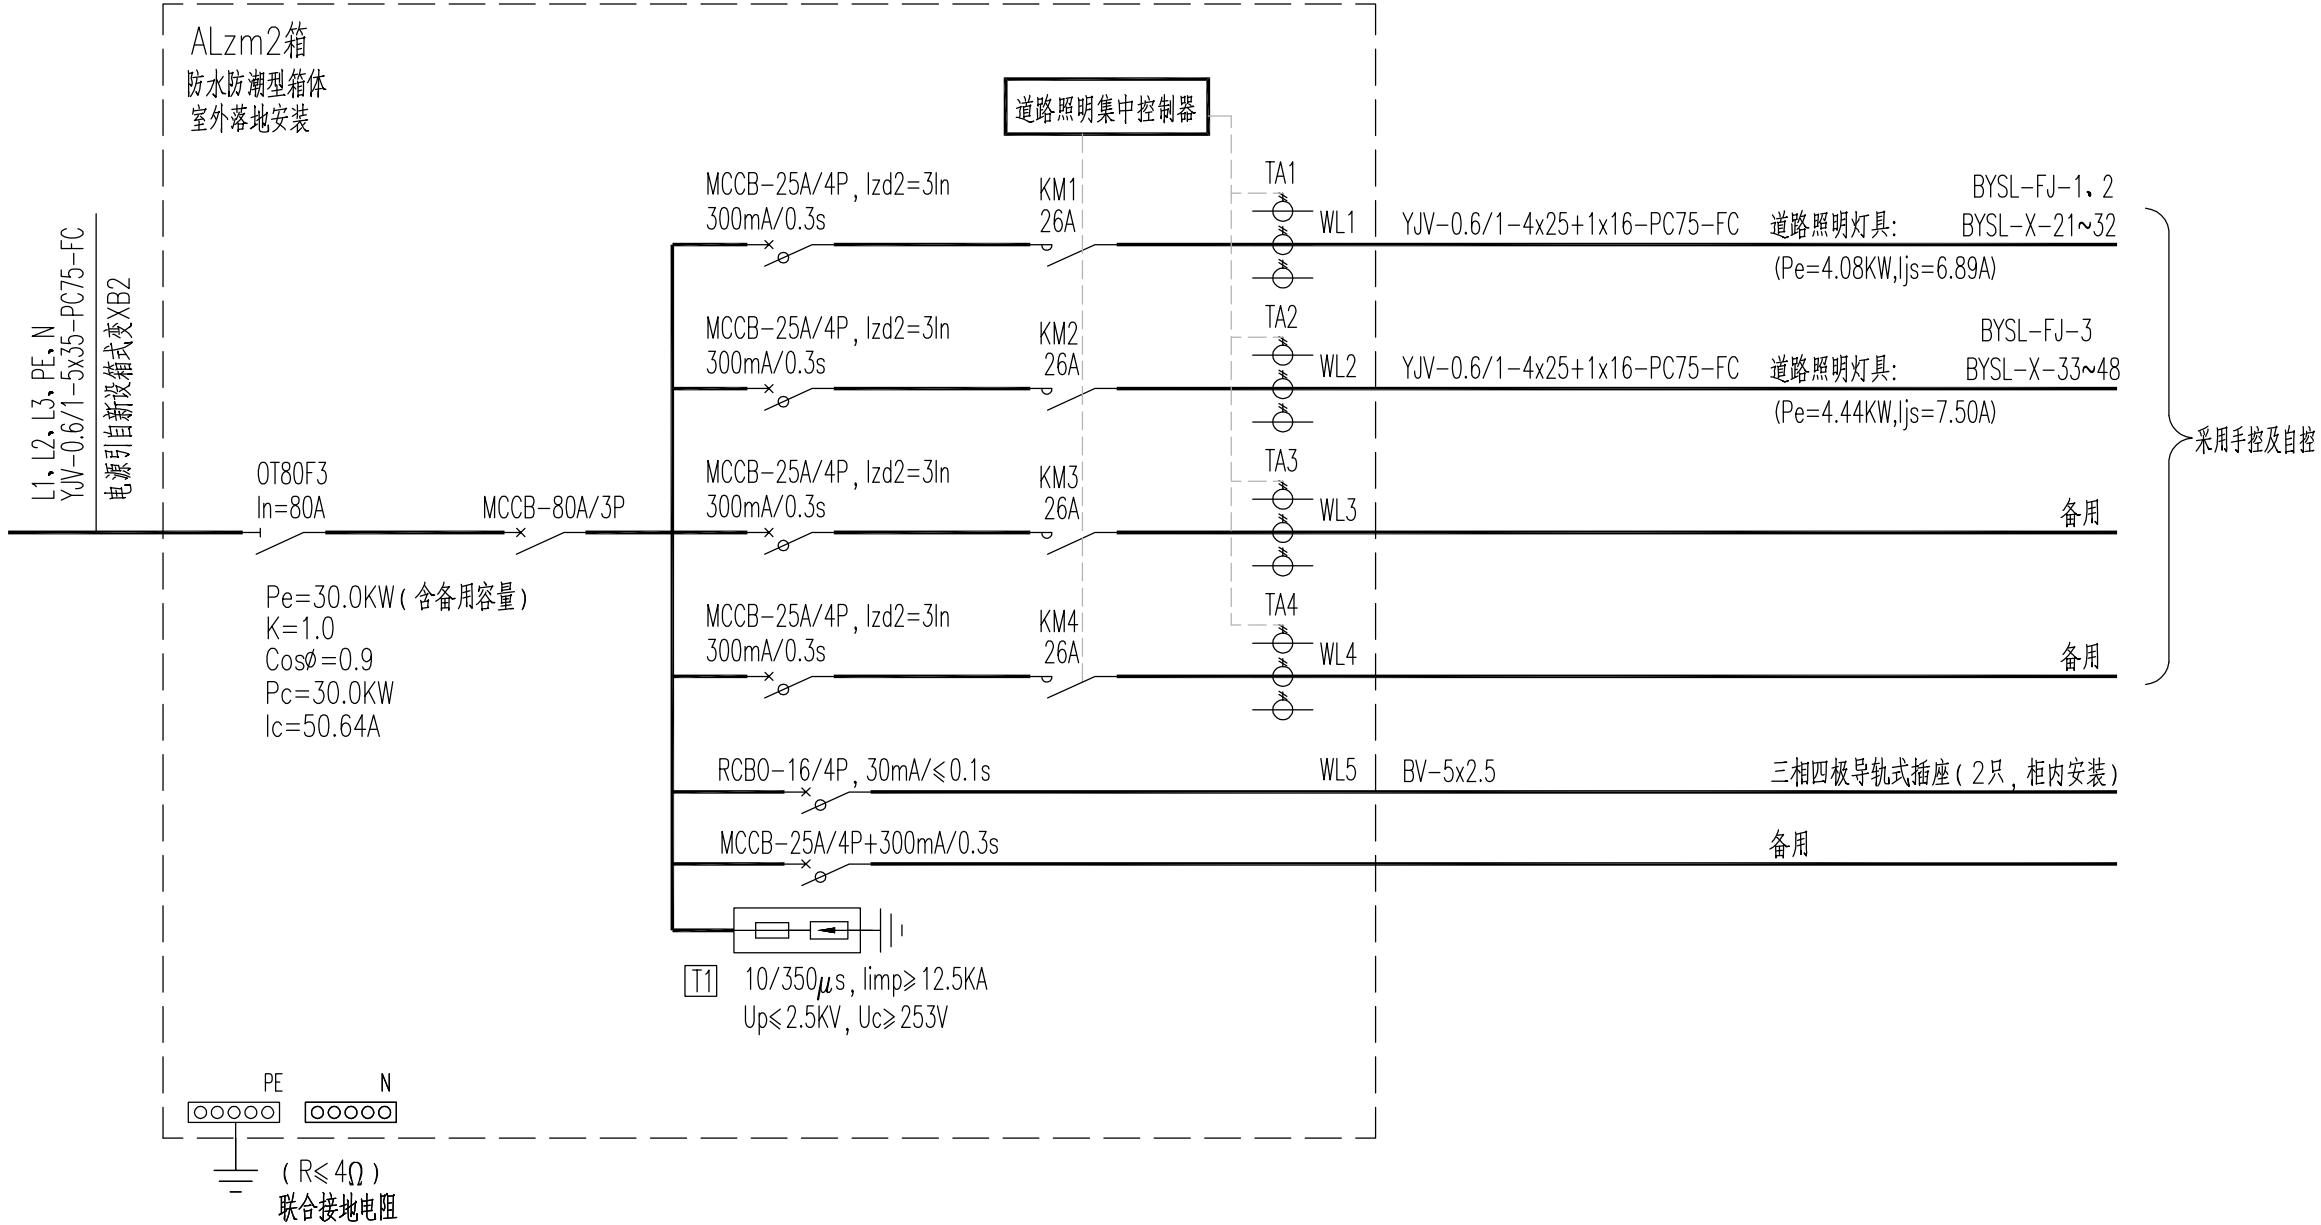 ALzm2箱
防水防潮型箱体
室外落地安装
道路照明集中控制器
L1、L2、L3、PE、N
YJV-0.6/1-5x35-PC75-FC
电源引自新设箱式变XB2
OT80F3
In=80A
MCCB-80A/3P
Pe=30.0KW(含备用容量)
K=1.0
CosØ=0.9
Pc=30.0KW
Ic=50.64A
MCCB-25A/4P, Izd2=3In
300mA/0.3s
KM1
26A
TA1
WL1
YJV-0.6/1-4x25+1x16-PC75-FC
道路照明灯具:
BYSL-FJ-1、2
BYSL-X-21~32
(Pe=4.08KW,Ijs=6.89A)
MCCB-25A/4P, Izd2=3In
300mA/0.3s
KM2
26A
TA2
WL2
YJV-0.6/1-4x25+1x16-PC75-FC
道路照明灯具:
BYSL-FJ-3
BYSL-X-33~48
(Pe=4.44KW,Ijs=7.50A)
采用手控及自控
MCCB-25A/4P, Izd2=3In
300mA/0.3s
KM3
26A
TA3
WL3
备用
MCCB-25A/4P, Izd2=3In
300mA/0.3s
KM4
26A
TA4
WL4
备用
RCBO-16/4P, 30mA/≤0.1s
WL5
BV-5x2.5
三相四极导轨式插座(2只, 柜内安装)
MCCB-25A/4P+300mA/0.3s
备用
T1
10/350μs, Iimp≥12.5KA
Up≤2.5KV, Uc≥253V
PE
N
(R≤4Ω)
联合接地电阻